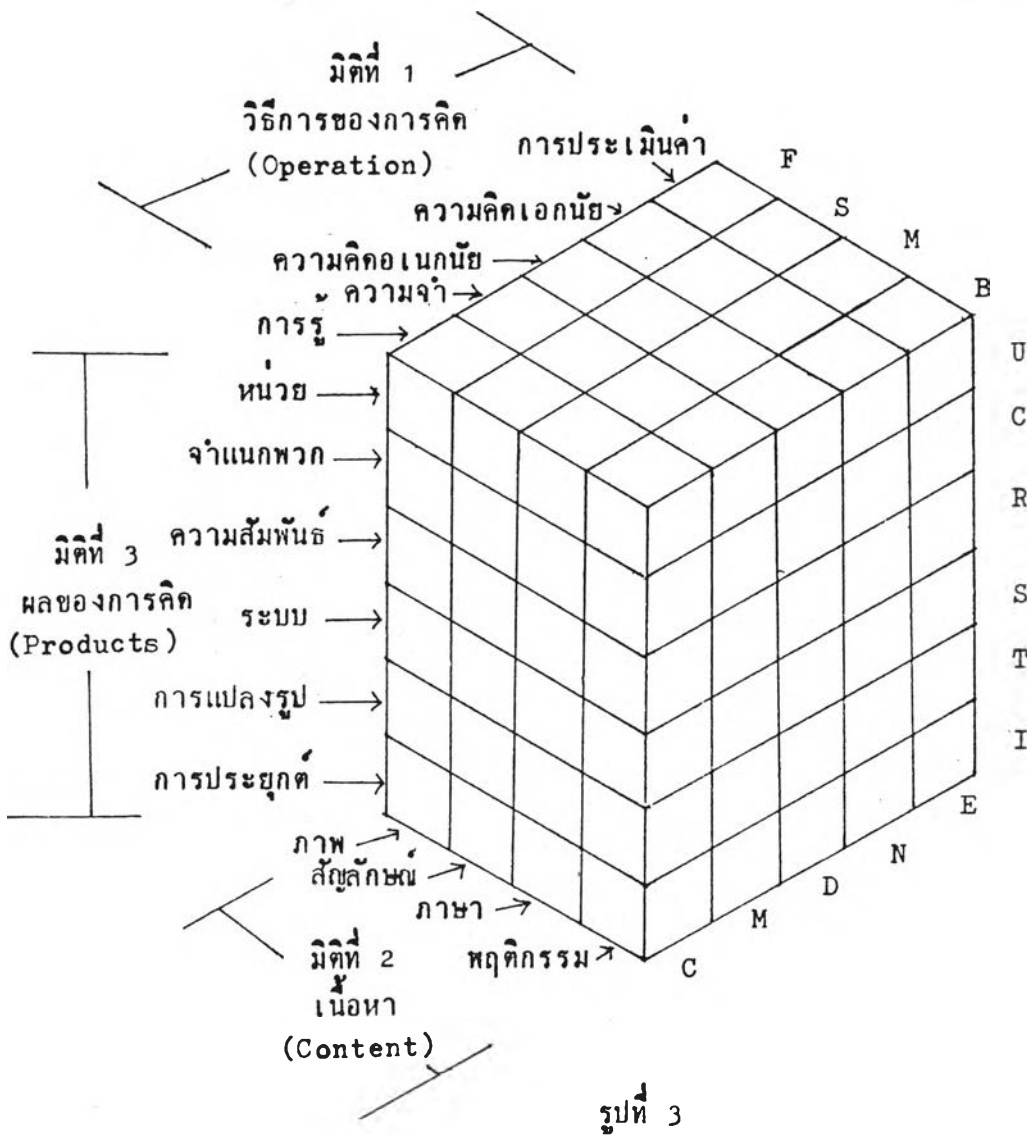 มิติที่ 1
วิธีการของการคิด
(Operation)
การประเมินค่า
ความคิดเอกนัย
ความคิดอเนกนัย
ความจำ
การรู้
F
S
M
B
หน่วย
จำแนกพวก
ความสัมพันธ์
ระบบ
การแปลงรูป
การประยุกต์
มิติที่ 3
ผลของการคิด
(Products)
U
C
R
S
T
I
ภาพ
สัญลักษณ์
ภาษา
พฤติกรรม
C
M
D
N
E
มิติที่ 2
เนื้อหา
(Content)
รูปที่ 3